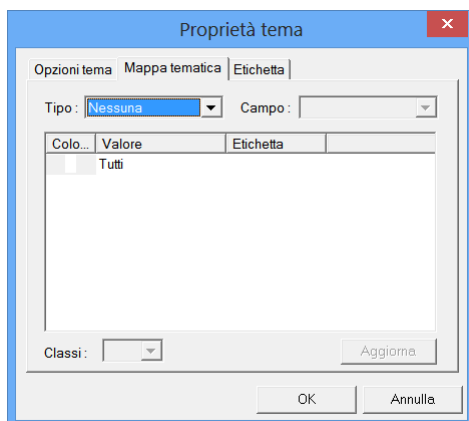 Proprietà tema
x
Opzioni tema Mappa tematica Etichetta
Tipo : Nessuna Campo :
Colo... Valore Etichetta
Tutti
Classi : Aggiorna
OK Annulla